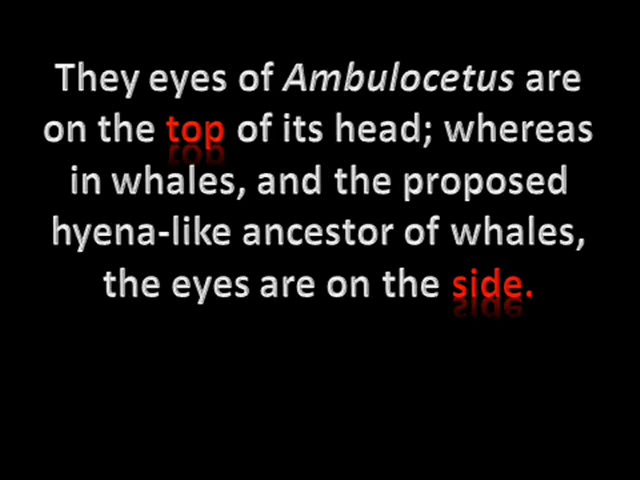 They eyes of Ambulocetus are
on the top of its head; whereas
in whales, and the proposed
hyena-like ancestor of whales,
the eyes are on the side.